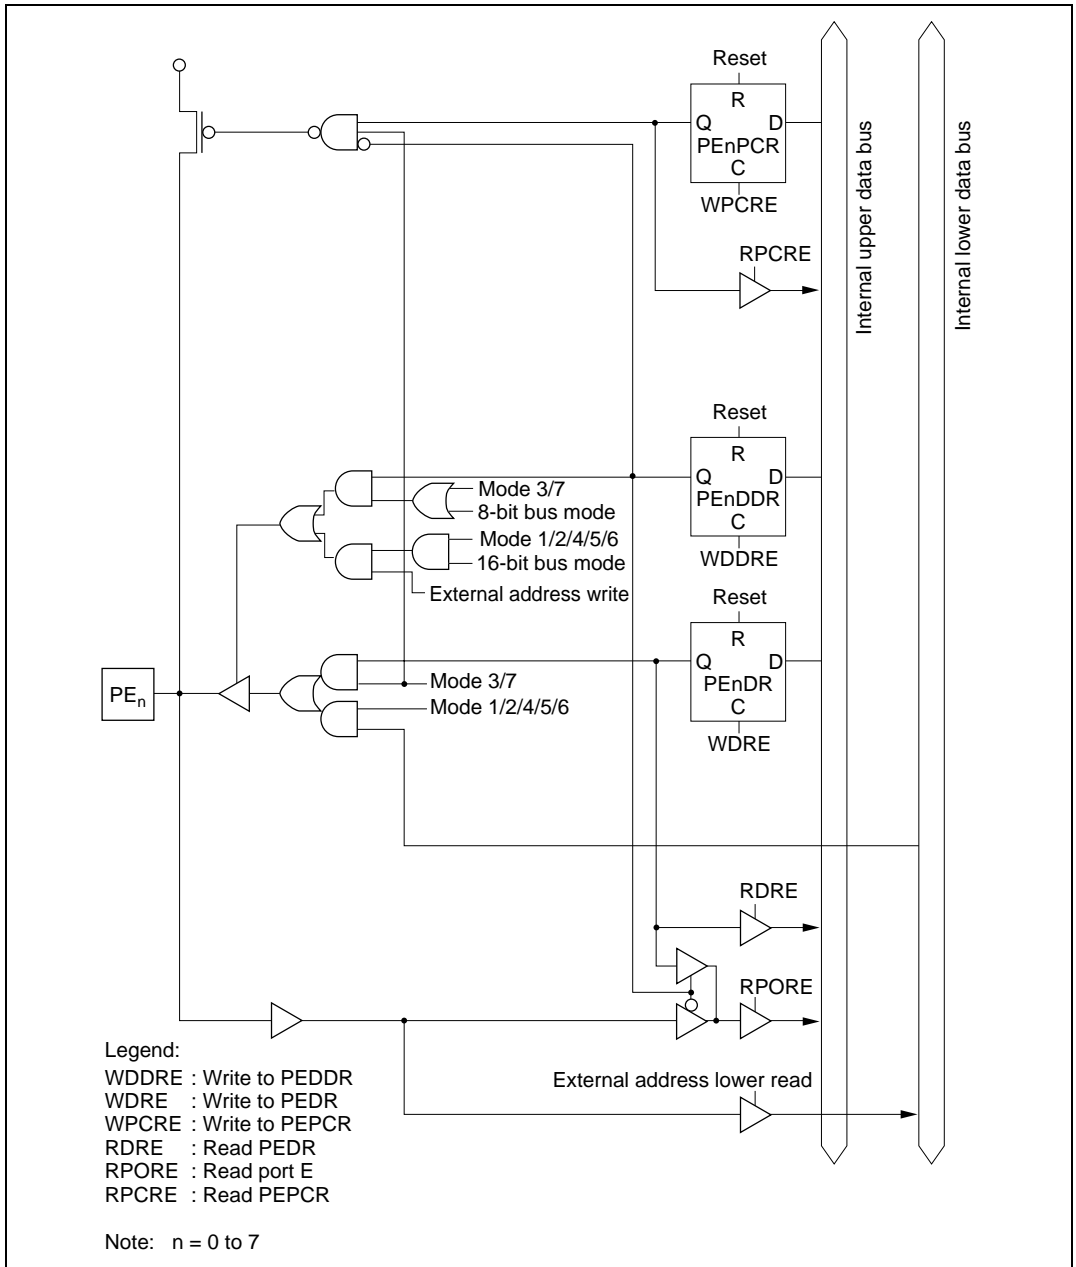 Reset
R
Q D
PEnPCR
C
WPCRE
RPCRE
Internal upper data bus
Internal lower data bus
Reset
R
Q D
PEnDDR
C
WDDRE
Mode 3/7
8-bit bus mode
Mode 1/2/4/5/6
16-bit bus mode
External address write
Reset
R
Q D
PEnDR
C
WDRE
PEn
Mode 3/7
Mode 1/2/4/5/6
RDRE
RPORE
External address lower read
Legend:
WDDRE : Write to PEDDR
WDRE : Write to PEDR
WPCRE : Write to PEPCR
RDRE : Read PEDR
RPORE : Read port E
RPCRE : Read PEPCR
Note: n = 0 to 7